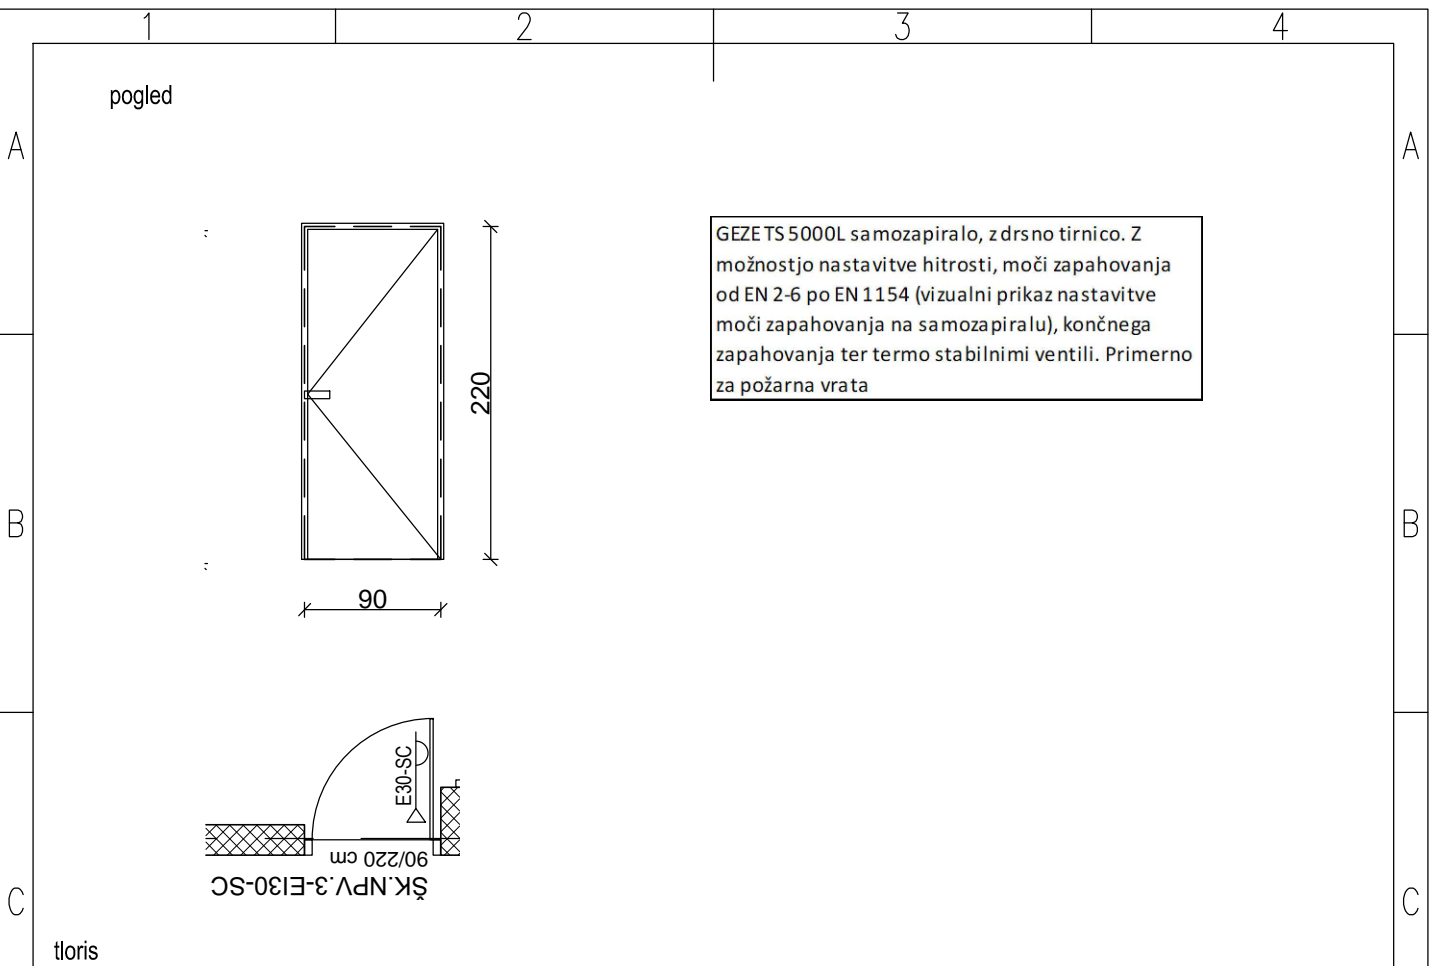 1 2 3 4
pogled
A A
GEZE TS 5000L samozapiralo, z drsno tirnico. Z
možnostjo nastavitve hitrosti, moči zapahovanja
od EN 2-6 po EN 1154 (vizualni prikaz nastavitve
moči zapahovanja na samozapiralu), končnega
zapahovanja ter termo stabilnimi ventili. Primerno
za požarna vrata
220
B B
90
E30-SC
90/220 cm
ŠK.NPV.3-EI30-SC
C C
tloris